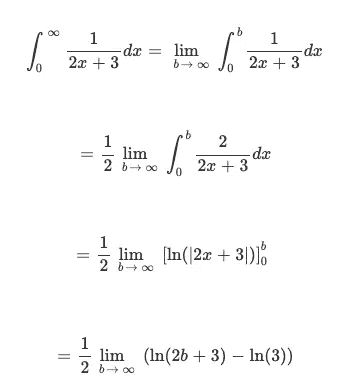 ∫₀^∞ 1/(2x + 3) dx = lim_{b→∞} ∫₀^b 1/(2x + 3) dx
= 1/2 lim_{b→∞} ∫₀^b 2/(2x + 3) dx
= 1/2 lim_{b→∞} [ln(|2x + 3|)]₀^b
= 1/2 lim_{b→∞} (ln(2b + 3) − ln(3))